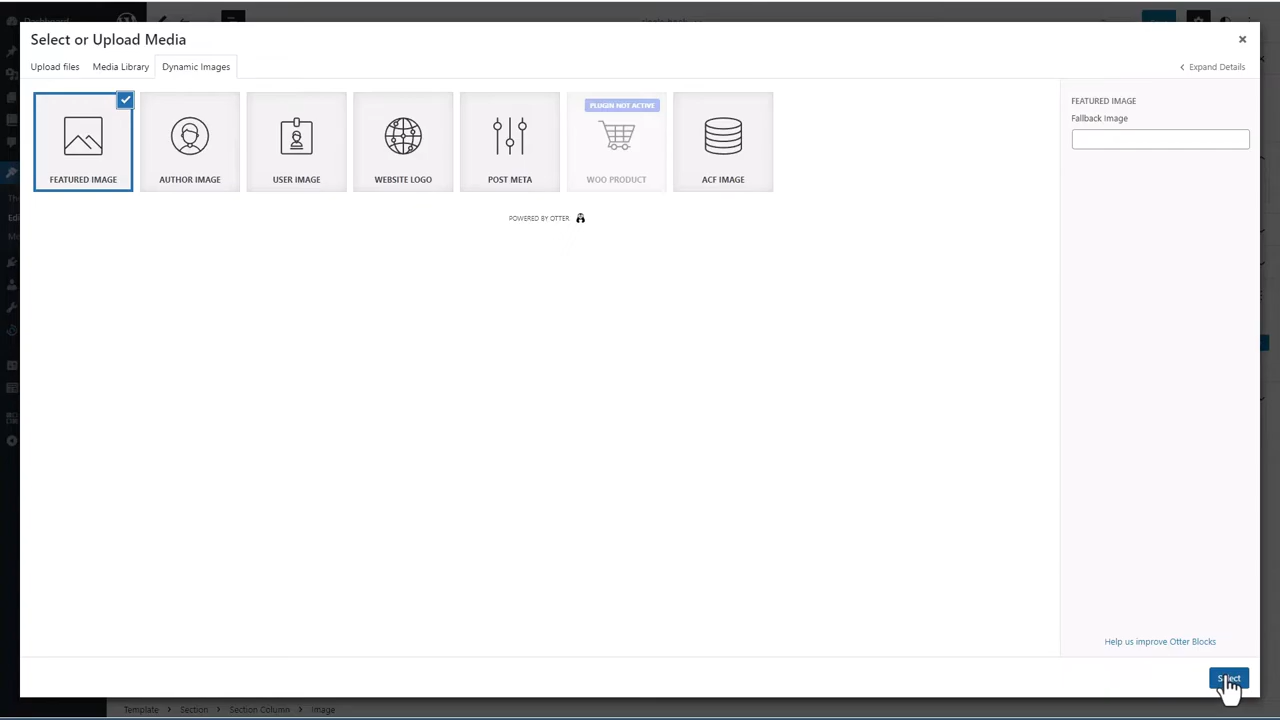 Select or Upload Media
Upload files
Media Library
Dynamic Images
Expand Details
PLUGIN NOT ACTIVE
FEATURED IMAGE
AUTHOR IMAGE
USER IMAGE
WEBSITE LOGO
POST META
WOO PRODUCT
ACF IMAGE
POWERED BY OTTER
FEATURED IMAGE
Fallback Image
Help us improve Otter Blocks
Select
Template > Section > Section Column > Image